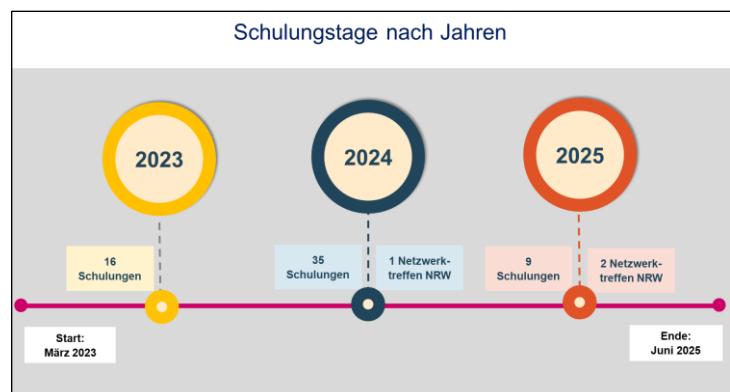 Schulungstage nach Jahren
2023
2024
2025
16
Schulungen
35
Schulungen
1 Netzwerk-
treffen NRW
9
Schulungen
2 Netzwerk-
treffen NRW
Start:
März 2023
Ende:
Juni 2025